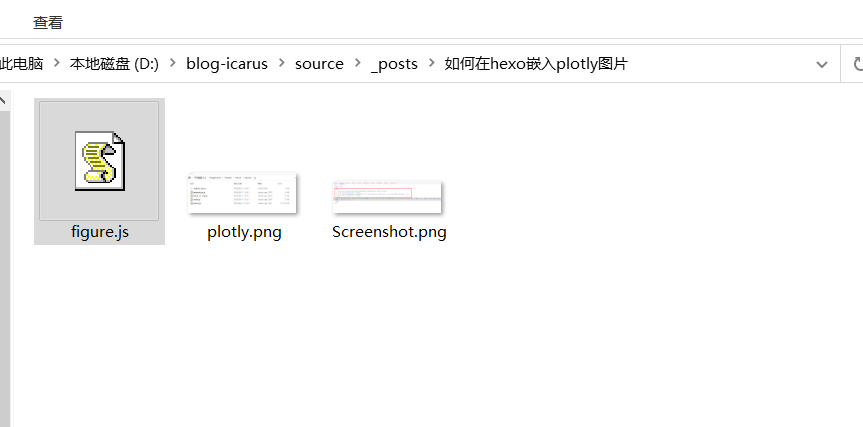 查看
此电脑 > 本地磁盘 (D:) > blog-icarus > source > _posts > 如何在hexo嵌入plotly图片
figure.js
plotly.png
Screenshot.png